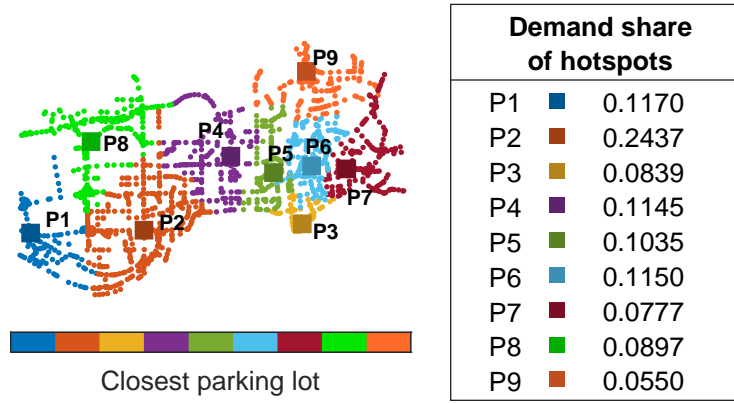 P9
P4
P8
P5
P6
P7
P1
P2
P3
Closest parking lot
Demand share
of hotspots
P1 0.1170
P2 0.2437
P3 0.0839
P4 0.1145
P5 0.1035
P6 0.1150
P7 0.0777
P8 0.0897
P9 0.0550